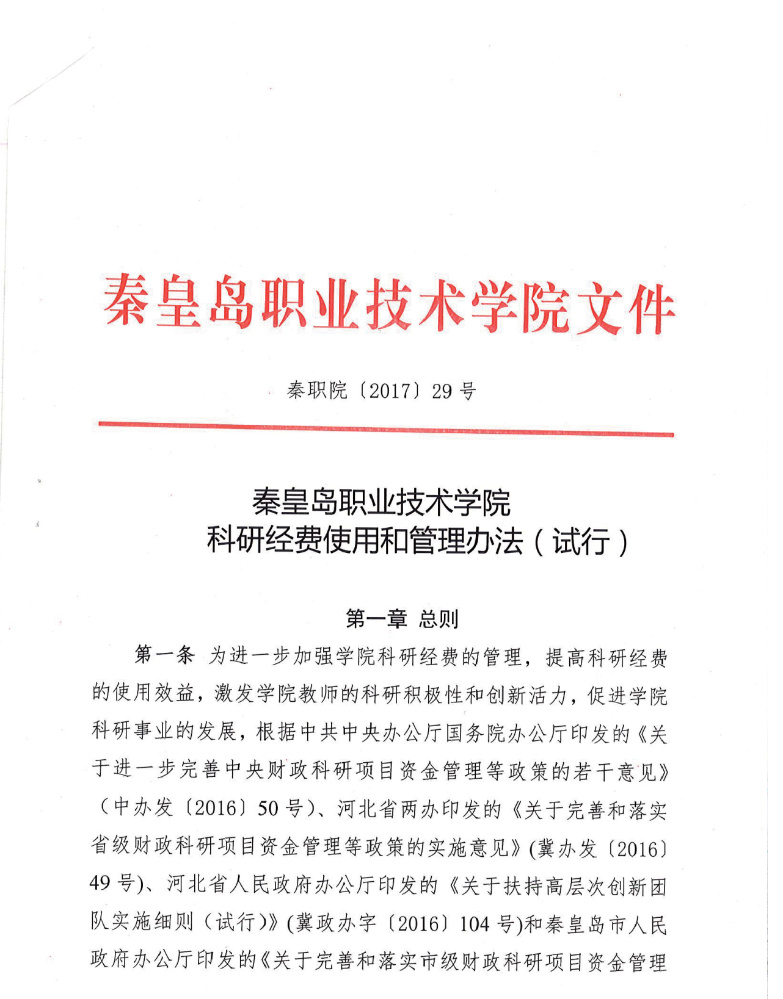 秦皇岛职业技术学院文件
秦职院〔2017〕29 号
秦皇岛职业技术学院
科研经费使用和管理办法（试行）
第一章 总则
第一条 为进一步加强学院科研经费的管理，提高科研经费
的使用效益，激发学院教师的科研积极性和创新活力，促进学院
科研事业的发展，根据中共中央办公厅国务院办公厅印发的《关
于进一步完善中央财政科研项目资金管理等政策的若干意见》
（中办发〔2016〕50 号）、河北省两办印发的《关于完善和落实
省级财政科研项目资金管理等政策的实施意见》(冀办发〔2016〕
49 号)、河北省人民政府办公厅印发的《关于扶持高层次创新团
队实施细则（试行）》(冀政办字〔2016〕104 号)和秦皇岛市人民
政府办公厅印发的《关于完善和落实市级财政科研项目资金管理